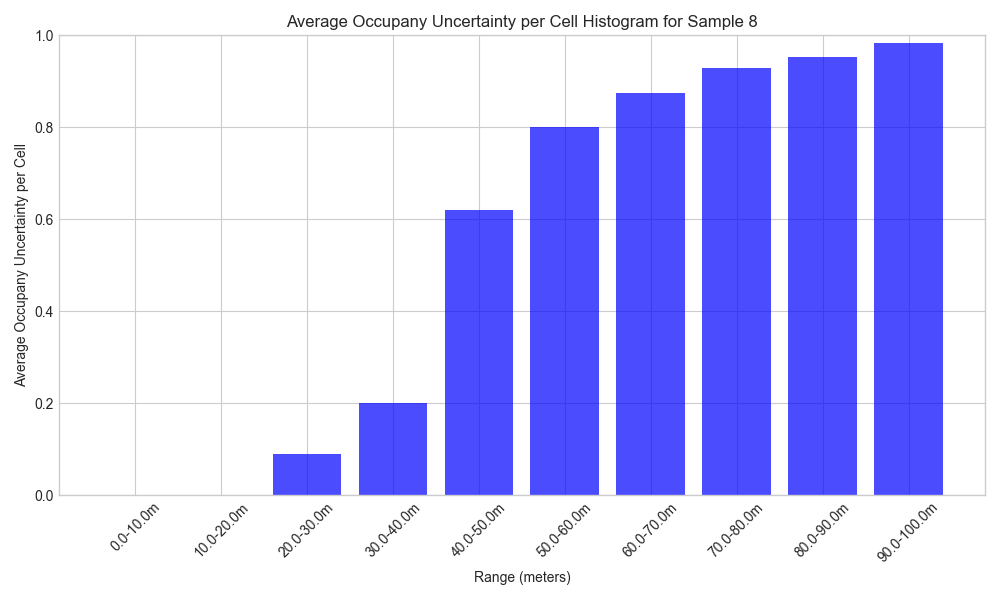 Average Occupany Uncertainty per Cell Histogram for Sample 8
Average Occupany Uncertainty per Cell
1.0
0.8
0.6
0.4
0.2
0.0
0.0-10.0m
10.0-20.0m
20.0-30.0m
30.0-40.0m
40.0-50.0m
50.0-60.0m
60.0-70.0m
70.0-80.0m
80.0-90.0m
90.0-100.0m
Range (meters)